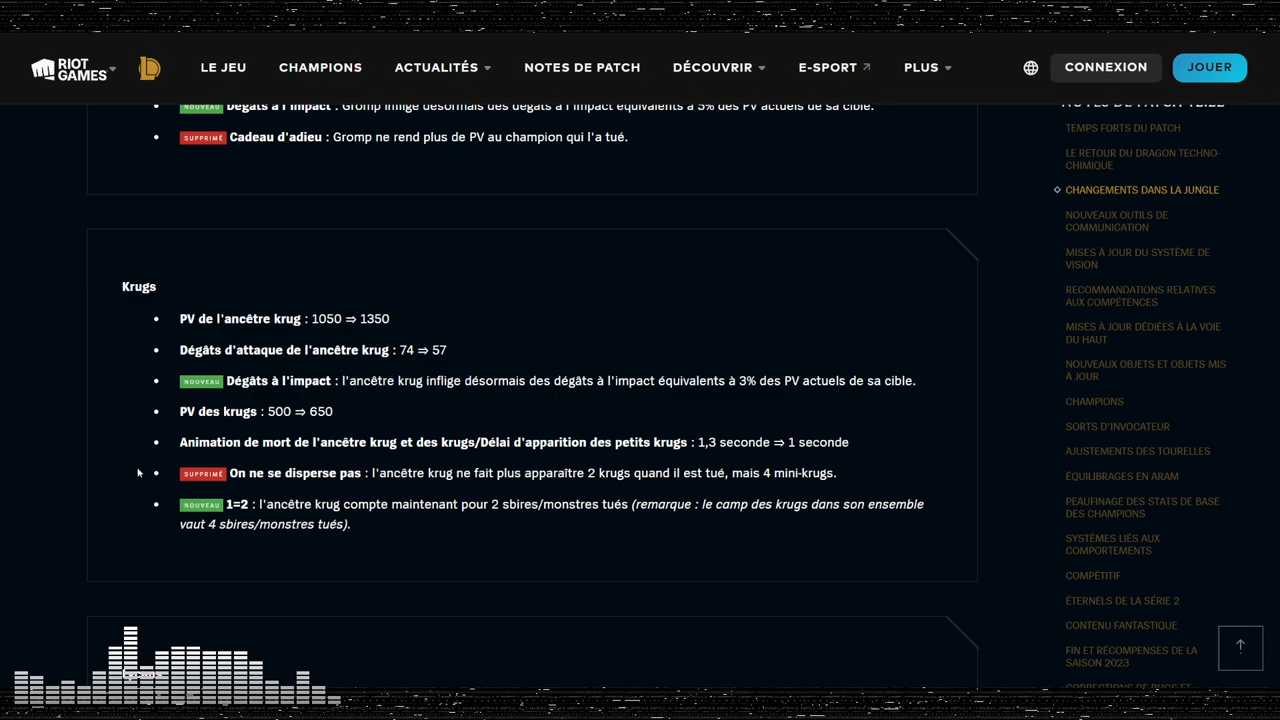 RIOT GAMES
LE JEU
CHAMPIONS
ACTUALITÉS
NOTES DE PATCH
DÉCOUVRIR
E-SPORT
PLUS
CONNEXION
JOUER
NOUVEAU Dégâts à l'impact : Gromp inflige désormais des dégâts à l'impact équivalents à 5% des PV actuels de sa cible.
SUPPRIMÉ Cadeau d'adieu : Gromp ne rend plus de PV au champion qui l'a tué.
Krugs
PV de l'ancêtre krug : 1050 ⇒ 1350
Dégâts d'attaque de l'ancêtre krug : 74 ⇒ 57
NOUVEAU Dégâts à l'impact : l'ancêtre krug inflige désormais des dégâts à l'impact équivalents à 3% des PV actuels de sa cible.
PV des krugs : 500 ⇒ 650
Animation de mort de l'ancêtre krug et des krugs/Délai d'apparition des petits krugs : 1,3 seconde ⇒ 1 seconde
SUPPRIMÉ On ne se disperse pas : l'ancêtre krug ne fait plus apparaître 2 krugs quand il est tué, mais 4 mini-krugs.
NOUVEAU 1=2 : l'ancêtre krug compte maintenant pour 2 sbires/monstres tués (remarque : le camp des krugs dans son ensemble
vaut 4 sbires/monstres tués).
NOTES DE PATCH
TEMPS FORTS DU PATCH
LE RETOUR DU DRAGON TECHNO-
CHIMIQUE
CHANGEMENTS DANS LA JUNGLE
NOUVEAUX OUTILS DE
COMMUNICATION
MISES À JOUR DU SYSTÈME DE
VISION
RECOMMANDATIONS RELATIVES
AUX COMPÉTENCES
MISES À JOUR DÉDIÉES À LA VOIE
DU HAUT
NOUVEAUX OBJETS ET OBJETS MIS
À JOUR
CHAMPIONS
SORTS D'INVOCATEUR
AJUSTEMENTS DES TOURELLES
ÉQUILIBRAGES EN ARAM
PEAUFINAGE DES STATS DE BASE
DES CHAMPIONS
SYSTÈMES LIÉS AUX
COMPORTEMENTS
COMPÉTITIF
ÉTERNELS DE LA SÉRIE 2
CONTENU FANTASTIQUE
FIN ET RÉCOMPENSES DE LA
SAISON 2023
CORRECTIONS DE BUGS ET